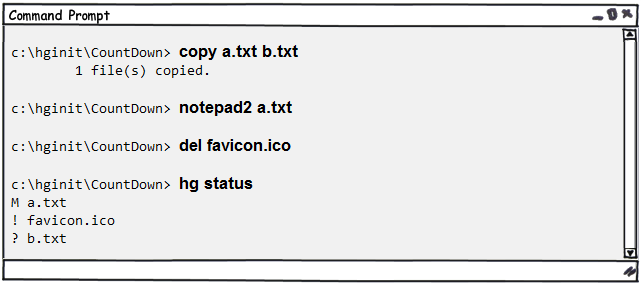 Command Prompt
c:\hginit\CountDown> copy a.txt b.txt
        1 file(s) copied.
c:\hginit\CountDown> notepad2 a.txt
c:\hginit\CountDown> del favicon.ico
c:\hginit\CountDown> hg status
M a.txt
! favicon.ico
? b.txt